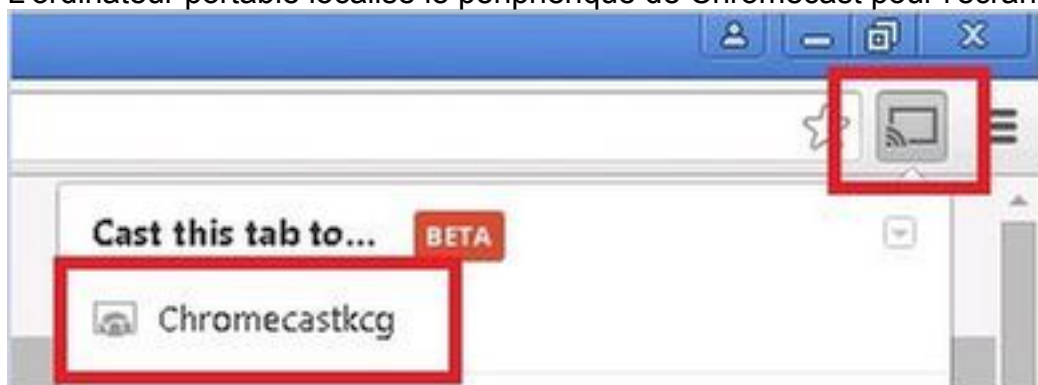 L'ordinateur portable localise le périphérique de Chromecast pour l'écran
Cast this tab to... BETA
Chromecastkcg